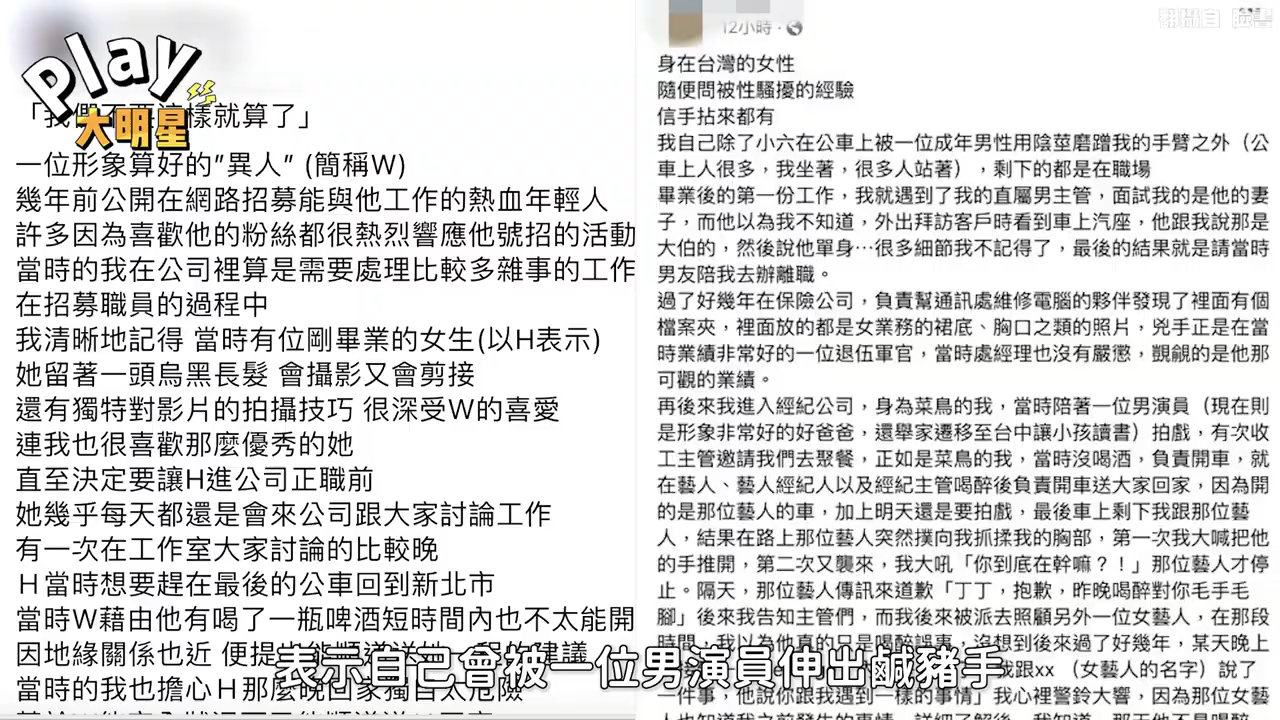 Play
大明星
「我們不要這樣就算了」
一位形象算好的"異人" (簡稱W)
幾年前公開在網路招募能與他工作的熱血年輕人
許多因為喜歡他的粉絲都很熱烈響應他號招的活動
當時的我在公司裡算是需要處理比較多雜事的工作
在招募職員的過程中
我清晰地記得 當時有位剛畢業的女生(以H表示)
她留著一頭烏黑長髮 會攝影又會剪接
還有獨特對影片的拍攝技巧 很深受W的喜愛
連我也很喜歡那麼優秀的她
直至決定要讓H進公司正職前
她幾乎每天都還是會來公司跟大家討論工作
有一次在工作室大家討論的比較晚
H當時想要趕在最後的公車回到新北市
當時W藉由他有喝了一瓶啤酒短時間內也不太能開
因地緣關係也近 便提
建議
當時的我也擔心H那麼晚回家獨自太危險
翻攝自 臉書
12小時
身在台灣的女性
隨便問被性騷擾的經驗
信手拈來都有
我自己除了小六在公車上被一位成年男性用陰莖磨蹭我的手臂之外（公
車上人很多，我坐著，很多人站著），剩下的都是在職場
畢業後的第一份工作，我就遇到了我的直屬男主管，面試我的是他的妻
子，而他以為我不知道，外出拜訪客戶時看到車上汽座，他跟我說那是
大伯的，然後說他單身…很多細節我不記得了，最後的結果就是請當時
男友陪我去辦離職。
過了好幾年在保險公司，負責幫通訊處維修電腦的夥伴發現了裡面有個
檔案夾，裡面放的都是女業務的裙底、胸口之類的照片，兇手正是在當
時業績非常好的一位退伍軍官，當時處經理也沒有嚴懲，覬覦的是他那
可觀的業績。
再後來我進入經紀公司，身為菜鳥的我，當時陪著一位男演員（現在則
是形象非常好的好爸爸，還舉家遷移至台中讓小孩讀書）拍戲，有次收
工主管邀請我們去聚餐，正如是菜鳥的我，當時沒喝酒，負責開車，就
在藝人、藝人經紀人以及經紀主管喝醉後負責開車送大家回家，因為開
的是那位藝人的車，加上明天還是要拍戲，最後車上剩下我跟那位藝
人，結果在路上那位藝人突然撲向我抓揉我的胸部，第一次我大喊把他
的手推開，第二次又襲來，我大吼「你到底在幹嘛？！」那位藝人才停
止。隔天，那位藝人傳訊來道歉「丁丁，抱歉，昨晚喝醉對你毛手毛
腳」後來我告知主管們，而我後來被派去照顧另外一位女藝人，在那段
時間，我以為他真的只是喝醉誤事，沒想到後來過了好幾年，某天晚上
我跟xx （女藝人的名字）說了
一件事，他說你跟我遇到一樣的事情」我心裡警鈴大響，因為那位女藝
表示自己曾被一位男演員伸出鹹豬手